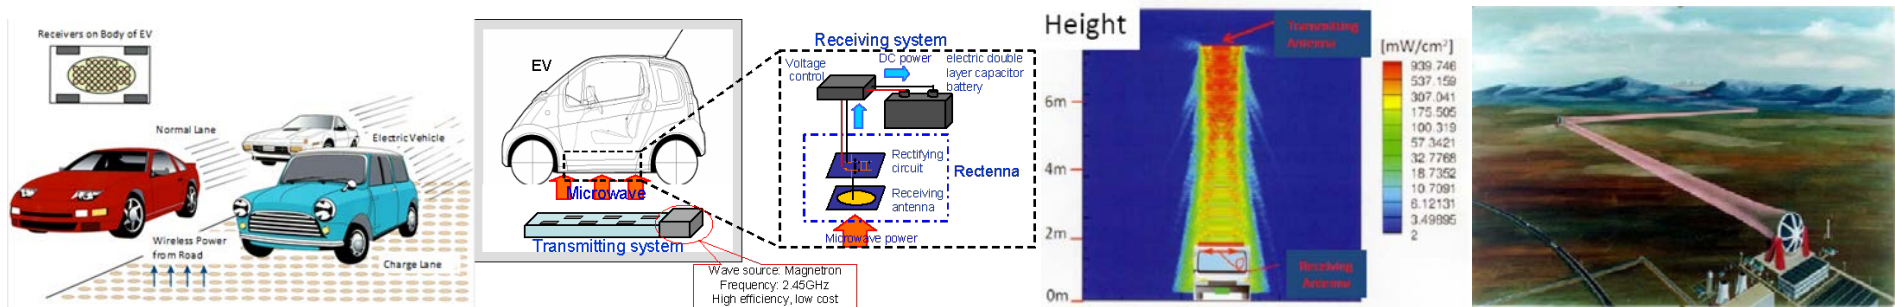 Receivers on Body of EV
Normal Lane
Electric Vehicle
Wireless Power
from Road
Charge Lane
EV
Microwave
Transmitting system
Wave source: Magnetron
Frequency: 2.45GHz
High efficiency, low cost
Receiving system
Voltage
control
DC power
electric double
layer capacitor
battery
Rectifying
circuit
Rectenna
Receiving
antenna
Microwave power
Height
6m
4m
2m
0m
Transmitting
Antenna
Receiving
Antenna
[mW/cm²]
939.746
537.159
307.041
175.505
100.319
57.3421
32.7768
18.7352
10.7091
6.12131
3.49895
2